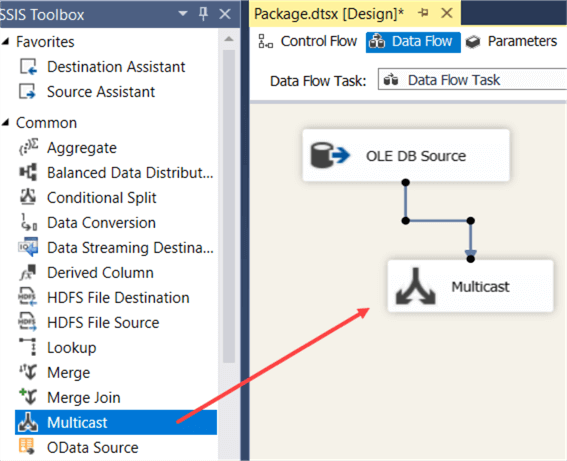 SSIS Toolbox
Favorites
Destination Assistant
Source Assistant
Common
Aggregate
Balanced Data Distribut...
Conditional Split
Data Conversion
Data Streaming Destina...
Derived Column
HDFS File Destination
HDFS File Source
Lookup
Merge
Merge Join
Multicast
OData Source
Package.dtsx [Design]*
Control Flow Data Flow Parameters
Data Flow Task: Data Flow Task
OLE DB Source
Multicast